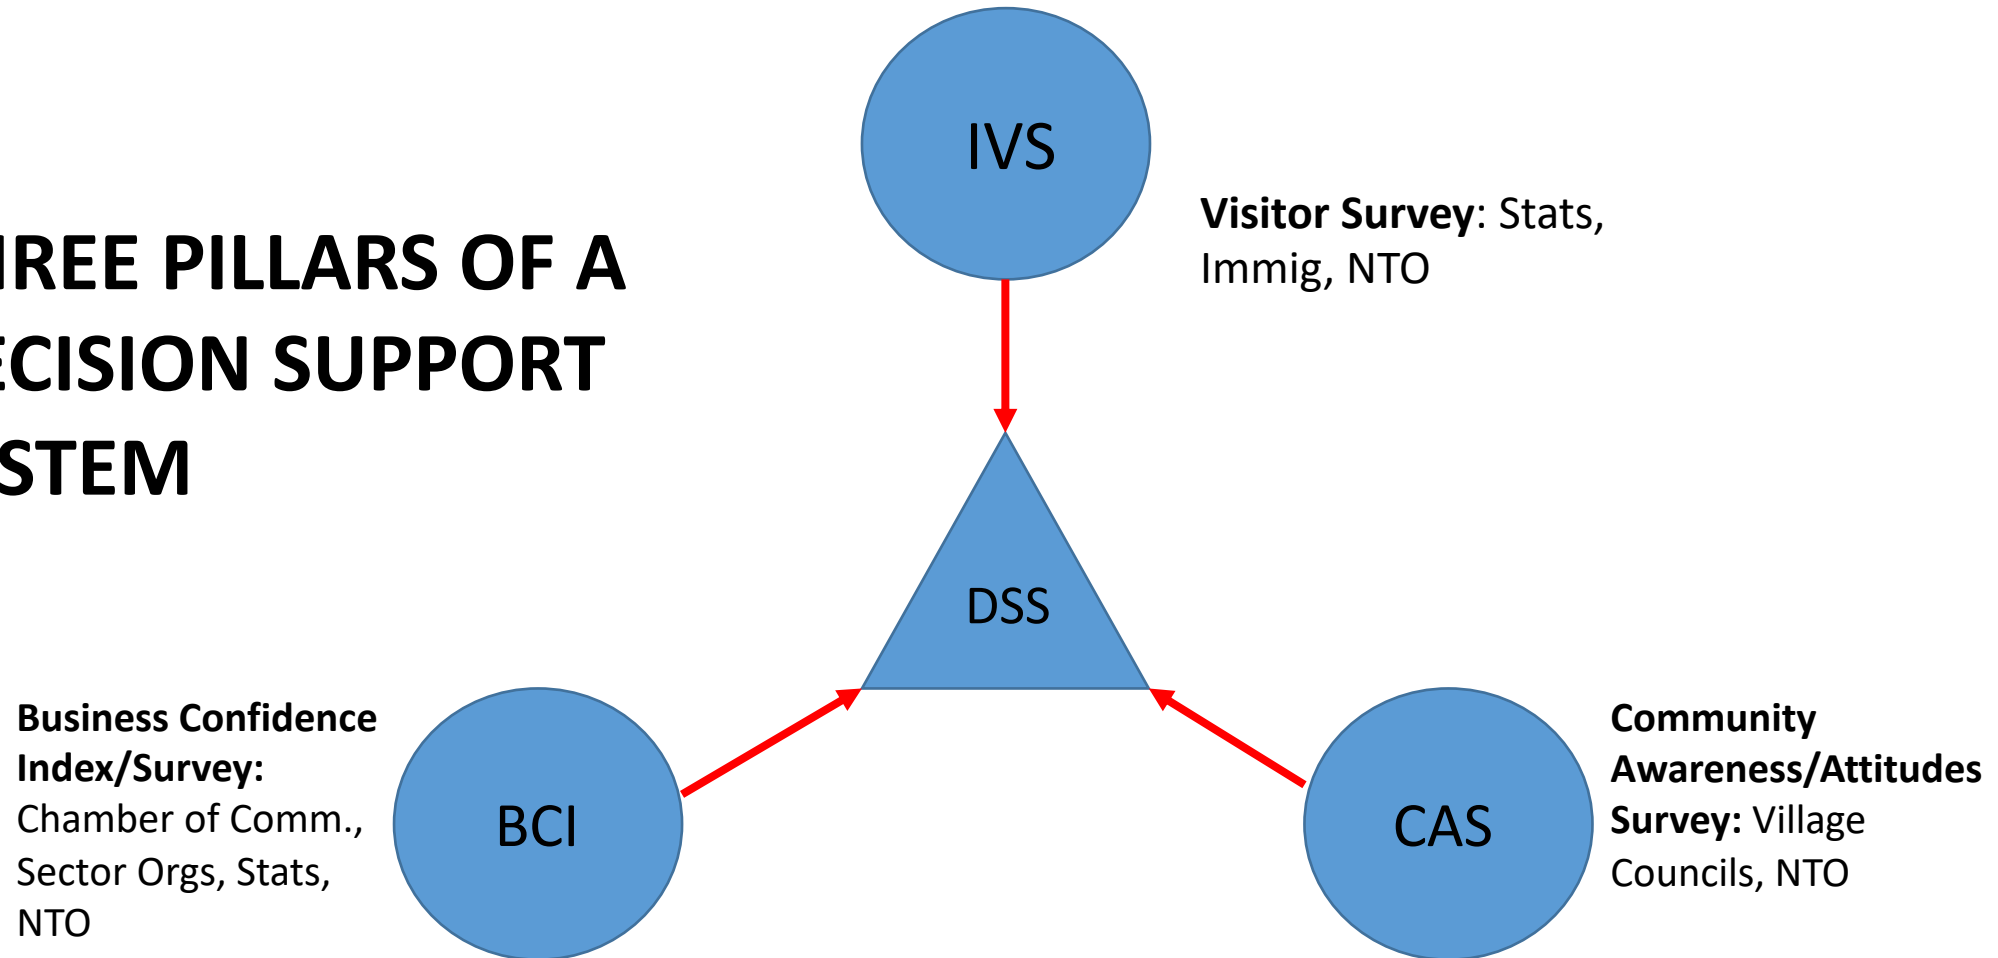 HREE PILLARS OF A
ECISION SUPPORT
STEM
IVS
Visitor Survey: Stats,
Immig, NTO
DSS
Business Confidence
Index/Survey:
Chamber of Comm.,
Sector Orgs, Stats,
NTO
BCI
CAS
Community
Awareness/Attitudes
Survey: Village
Councils, NTO